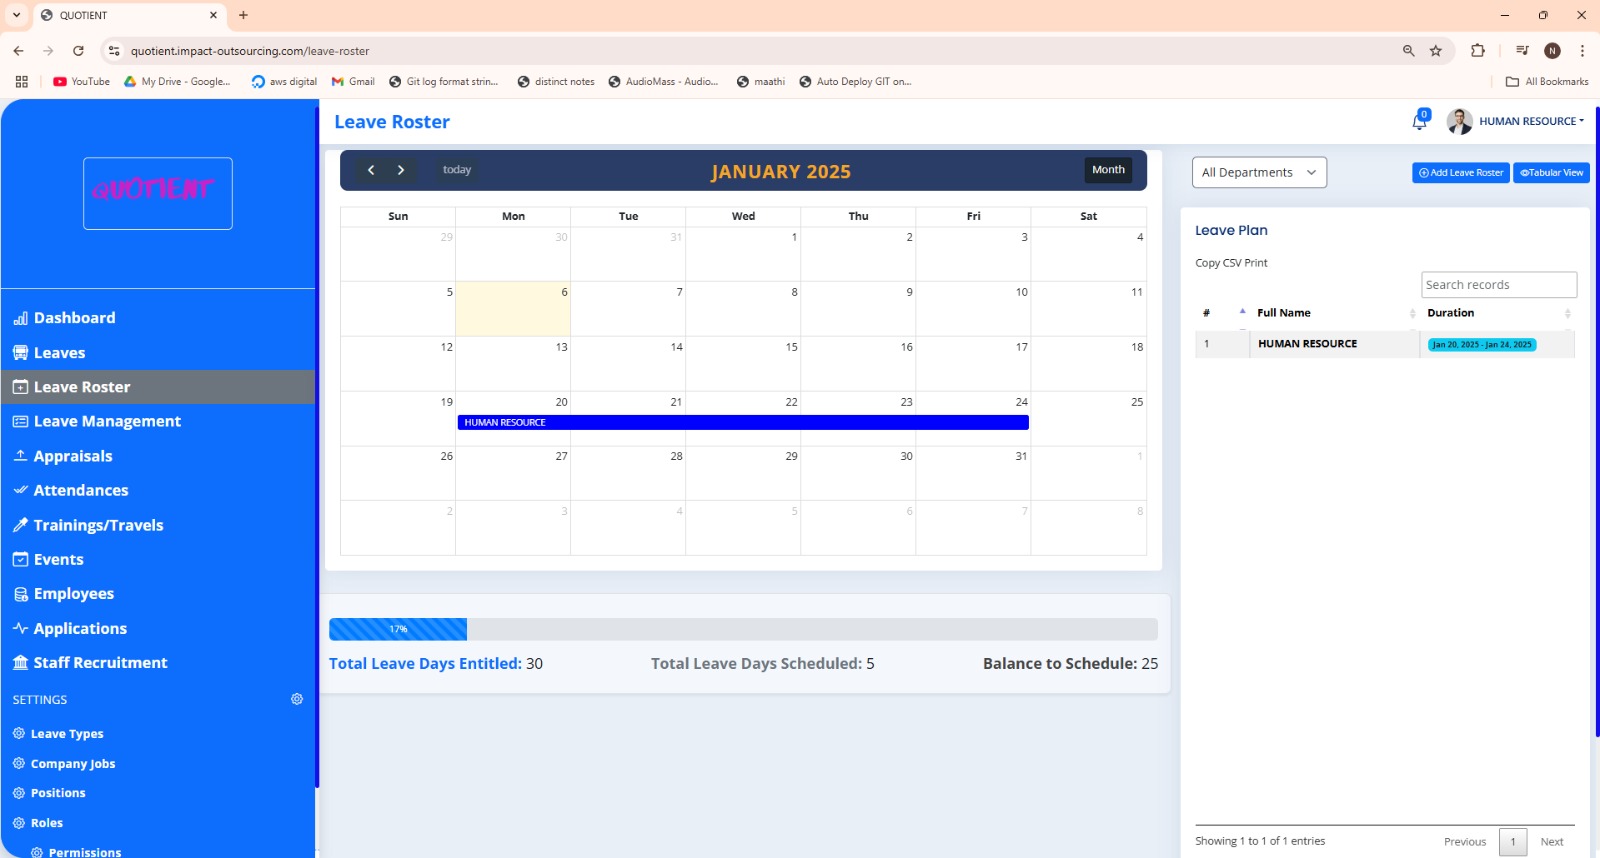 QUOTIENT
quotient.impact-outsourcing.com/leave-roster
N
YouTube
My Drive - Google...
aws digital
Gmail
Git log format strin...
distinct notes
AudioMass - Audio...
maathi
Auto Deploy GIT on...
All Bookmarks
QUOTIENT
Dashboard
Leaves
Leave Roster
Leave Management
Appraisals
Attendances
Trainings/Travels
Events
Employees
Applications
Staff Recruitment
SETTINGS
Leave Types
Company Jobs
Positions
Roles
Permissions
Leave Roster
0
HUMAN RESOURCE
today
JANUARY 2025
Month
Sun Mon Tue Wed Thu Fri Sat
29 30 31 1 2 3 4
5 6 7 8 9 10 11
12 13 14 15 16 17 18
19 20 21 22 23 24 25
HUMAN RESOURCE
26 27 28 29 30 31 1
2 3 4 5 6 7 8
17%
Total Leave Days Entitled: 30
Total Leave Days Scheduled: 5
Balance to Schedule: 25
All Departments
Add Leave Roster
Tabular View
Leave Plan
Copy CSV Print
Search records
# Full Name Duration
1 HUMAN RESOURCE Jan 20, 2025 - Jan 24, 2025
Showing 1 to 1 of 1 entries
Previous 1 Next